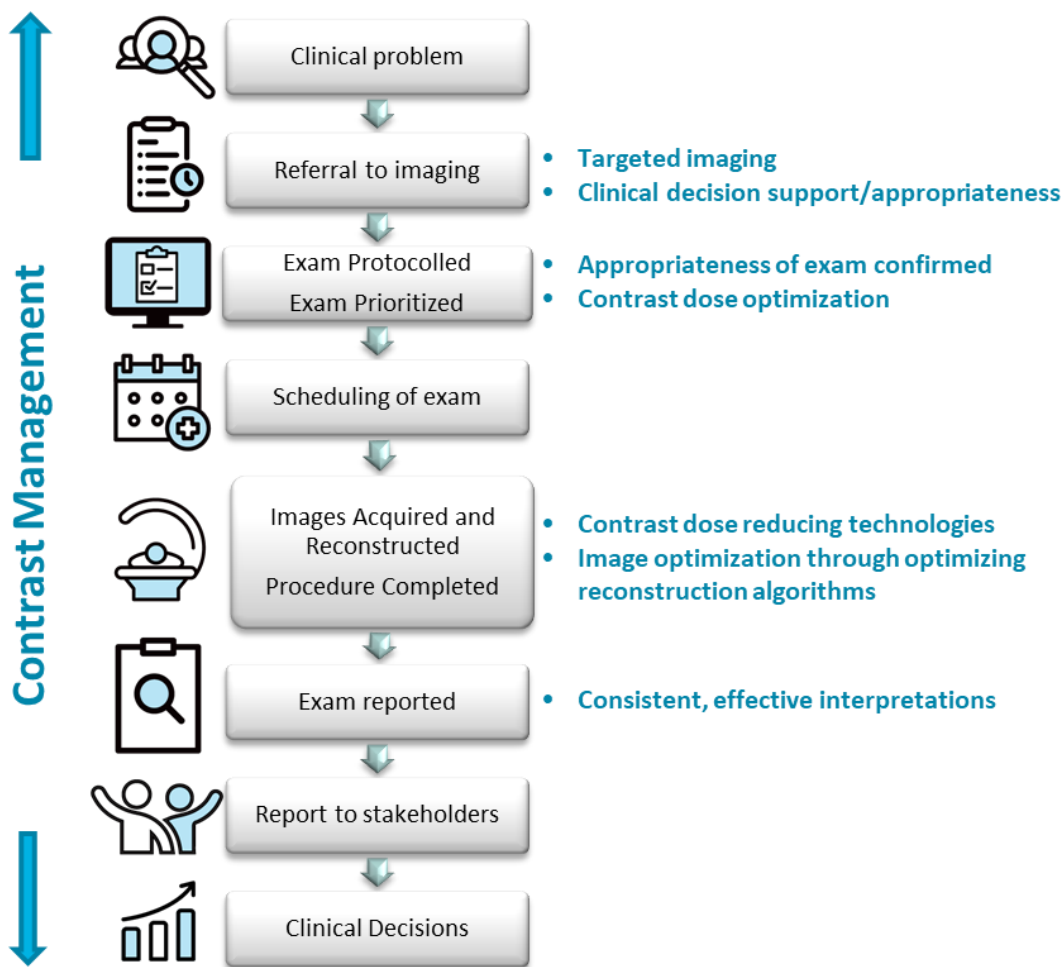 Contrast Management
Clinical problem
Referral to imaging
• Targeted imaging
• Clinical decision support/appropriateness
Exam Protocolled
Exam Prioritized
• Appropriateness of exam confirmed
• Contrast dose optimization
Scheduling of exam
Images Acquired and
Reconstructed
Procedure Completed
• Contrast dose reducing technologies
• Image optimization through optimizing
reconstruction algorithms
Exam reported
• Consistent, effective interpretations
Report to stakeholders
Clinical Decisions